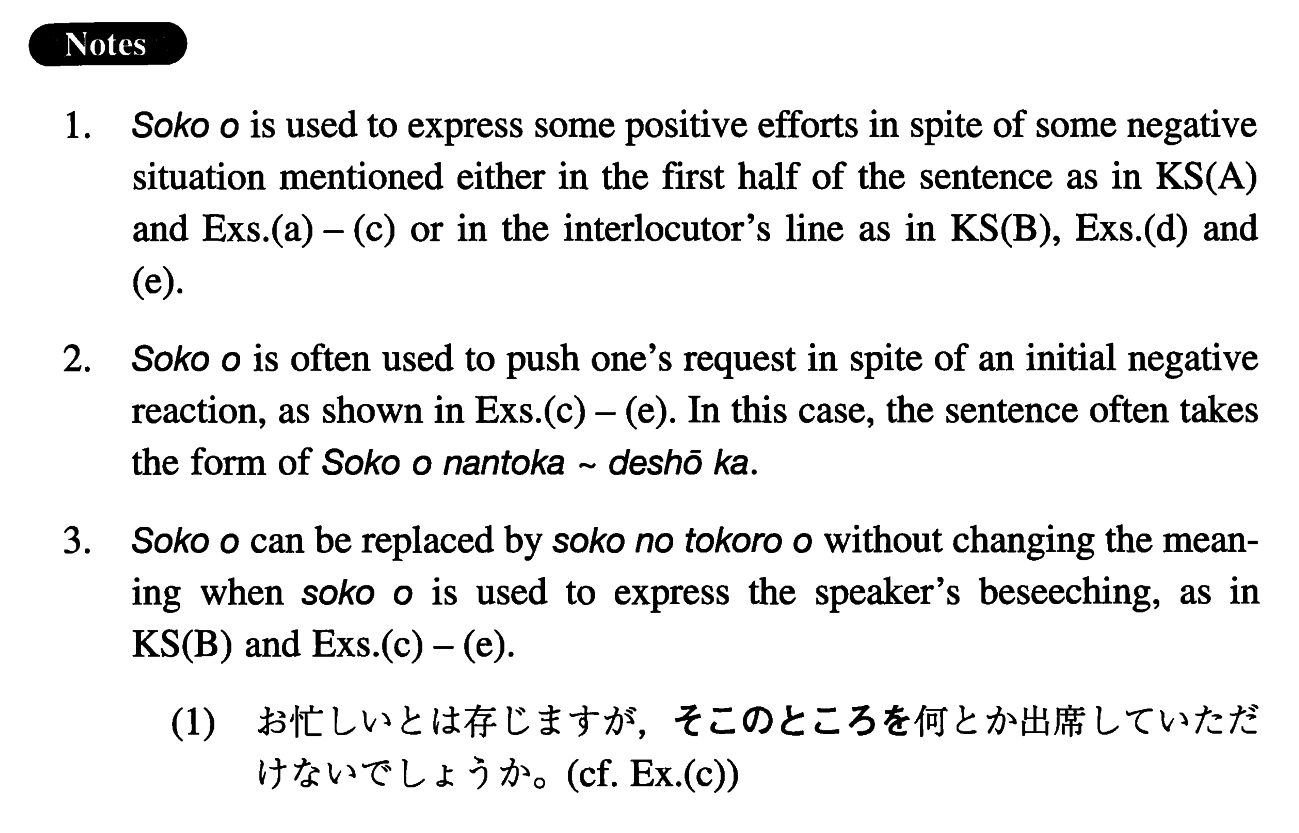 Notes
1. Soko o is used to express some positive efforts in spite of some negative
situation mentioned either in the first half of the sentence as in KS(A)
and Exs.(a) – (c) or in the interlocutor's line as in KS(B), Exs.(d) and
(e).
2. Soko o is often used to push one's request in spite of an initial negative
reaction, as shown in Exs.(c) – (e). In this case, the sentence often takes
the form of Soko o nantoka ~ deshō ka.
3. Soko o can be replaced by soko no tokoro o without changing the mean-
ing when soko o is used to express the speaker's beseeching, as in
KS(B) and Exs.(c) – (e).
(1) お忙しいとは存じますが，そこのところを何とか出席していただ
けないでしょうか。(cf. Ex.(c))